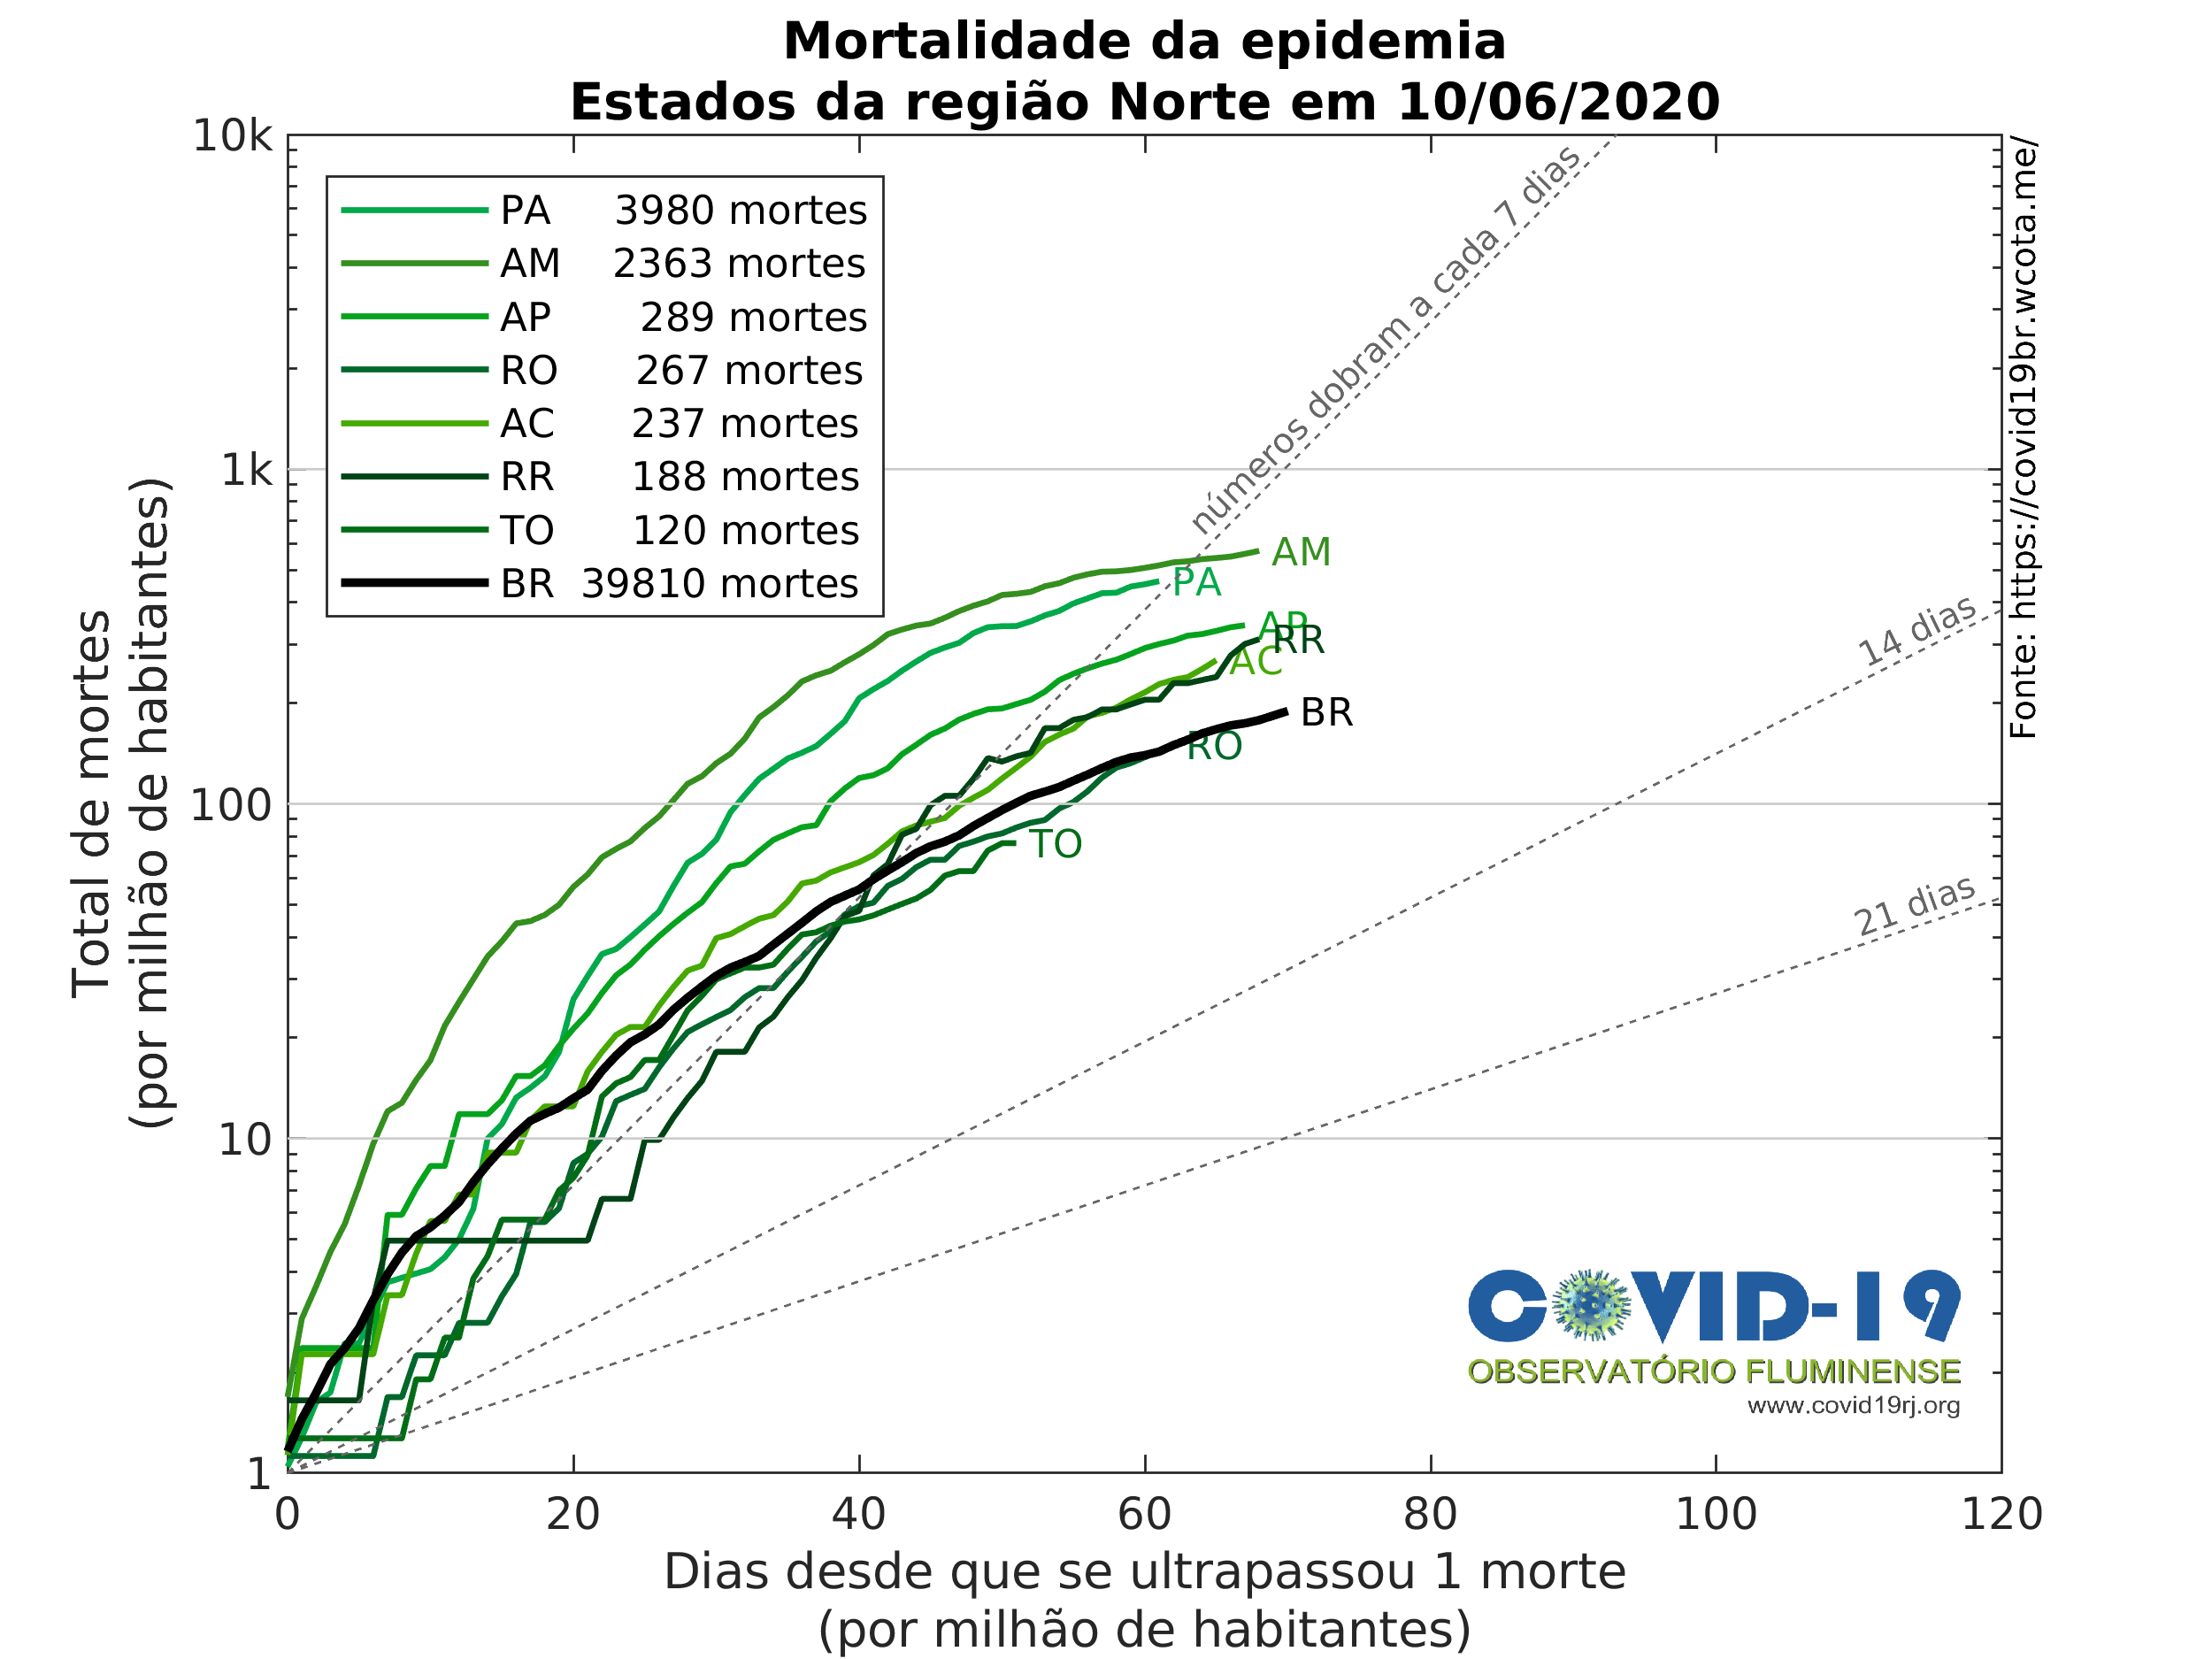 Mortalidade da epidemia
Estados da região Norte em 10/06/2020
10k
1k
100
10
1
Total de mortes
(por milhão de habitantes)
PA 3980 mortes
AM 2363 mortes
AP 289 mortes
RO 267 mortes
AC 237 mortes
RR 188 mortes
TO 120 mortes
BR 39810 mortes
números dobram a cada 7 dias
14 dias
21 dias
AM
PA
AP
RR
AC
BR
RO
TO
Fonte: https://covid19br.wcota.me/
COVID-19
OBSERVATÓRIO FLUMINENSE
www.covid19rj.org
0 20 40 60 80 100 120
Dias desde que se ultrapassou 1 morte
(por milhão de habitantes)